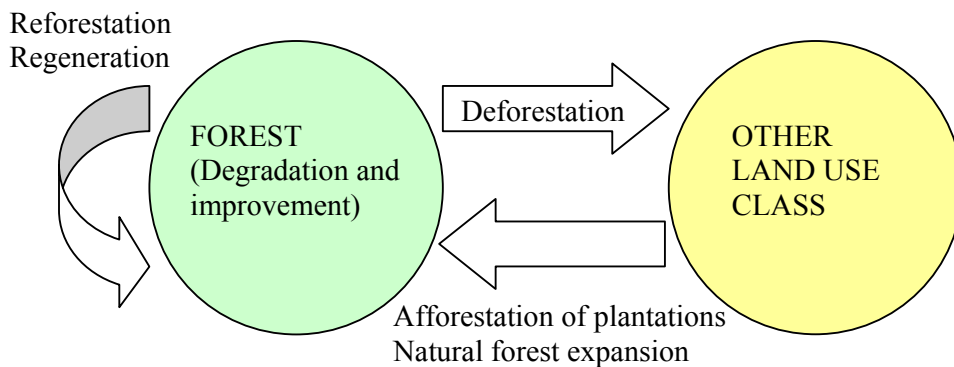 Reforestation
Regeneration
FOREST
(Degradation and
improvement)
Deforestation
OTHER
LAND USE
CLASS
Afforestation of plantations
Natural forest expansion